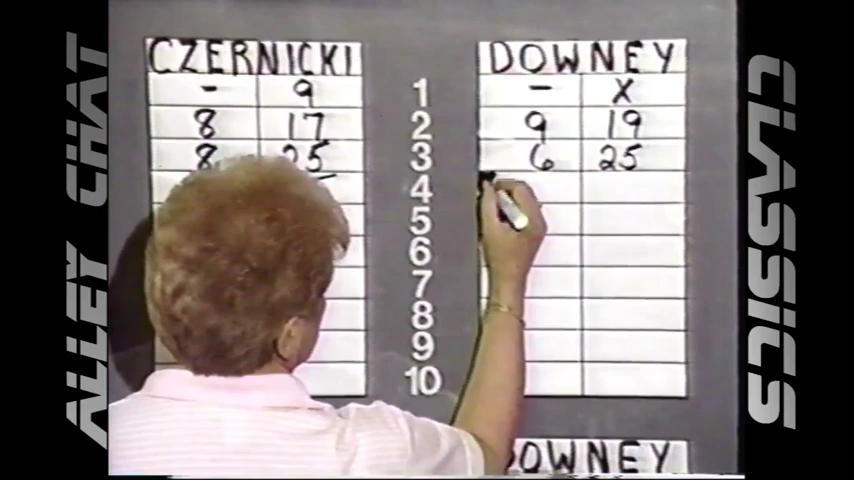 ALLEY CHAT
CLASSICS
CZERNICKI
- 9
8 17
8 25
1
2
3
4
5
6
7
8
9
10
DOWNEY
- X
9 19
6 25
DOWNEY